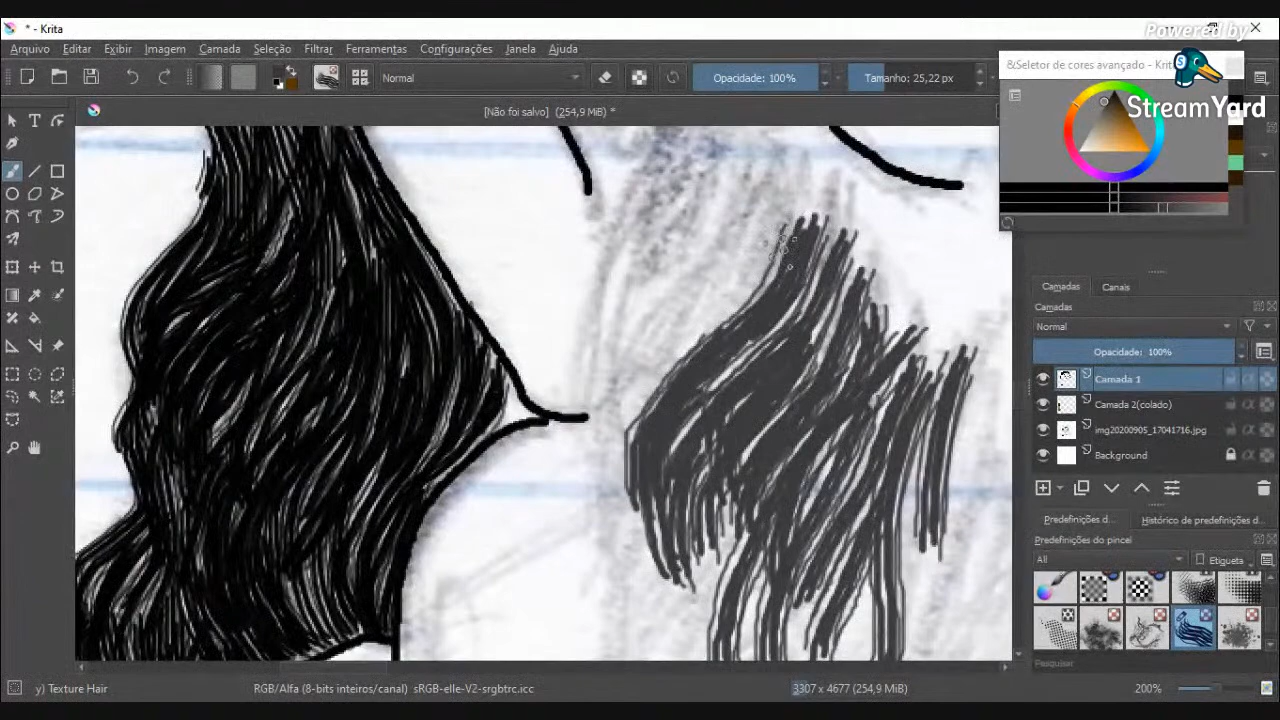 * - Krita
Powered by
Arquivo Editar Exibir Imagem Camada Seleção Filtrar Ferramentas Configurações Janela Ajuda
&Seletor de cores avançado - Krit
StreamYard
Normal
Opacidade: 100%
Tamanho: 25,22 px
[Não foi salvo] (254,9 MiB) *
Camadas Canais
Camadas
Normal
Opacidade: 100%
Camada 1
Camada 2(colado)
img20200905_17041716.jpg
Background
Predefinições d... Histórico de predefinições d...
Predefinições do pincel
All
Etiqueta
Pesquisar
y) Texture Hair
RGB/Alfa (8-bits inteiros/canal) sRGB-elle-V2-srgbtrc.icc
3307 x 4677 (254,9 MiB)
200%